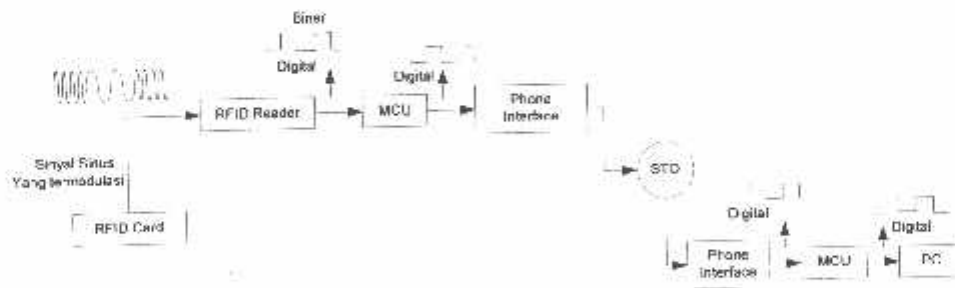 Biner
Digital
Digital
RFID Reader
MCU
Phone
Interface
Sinyal Sinus
Yang termodulasi
RFID Card
STO
Digital
Digital
Phone
Interface
MCU
PC